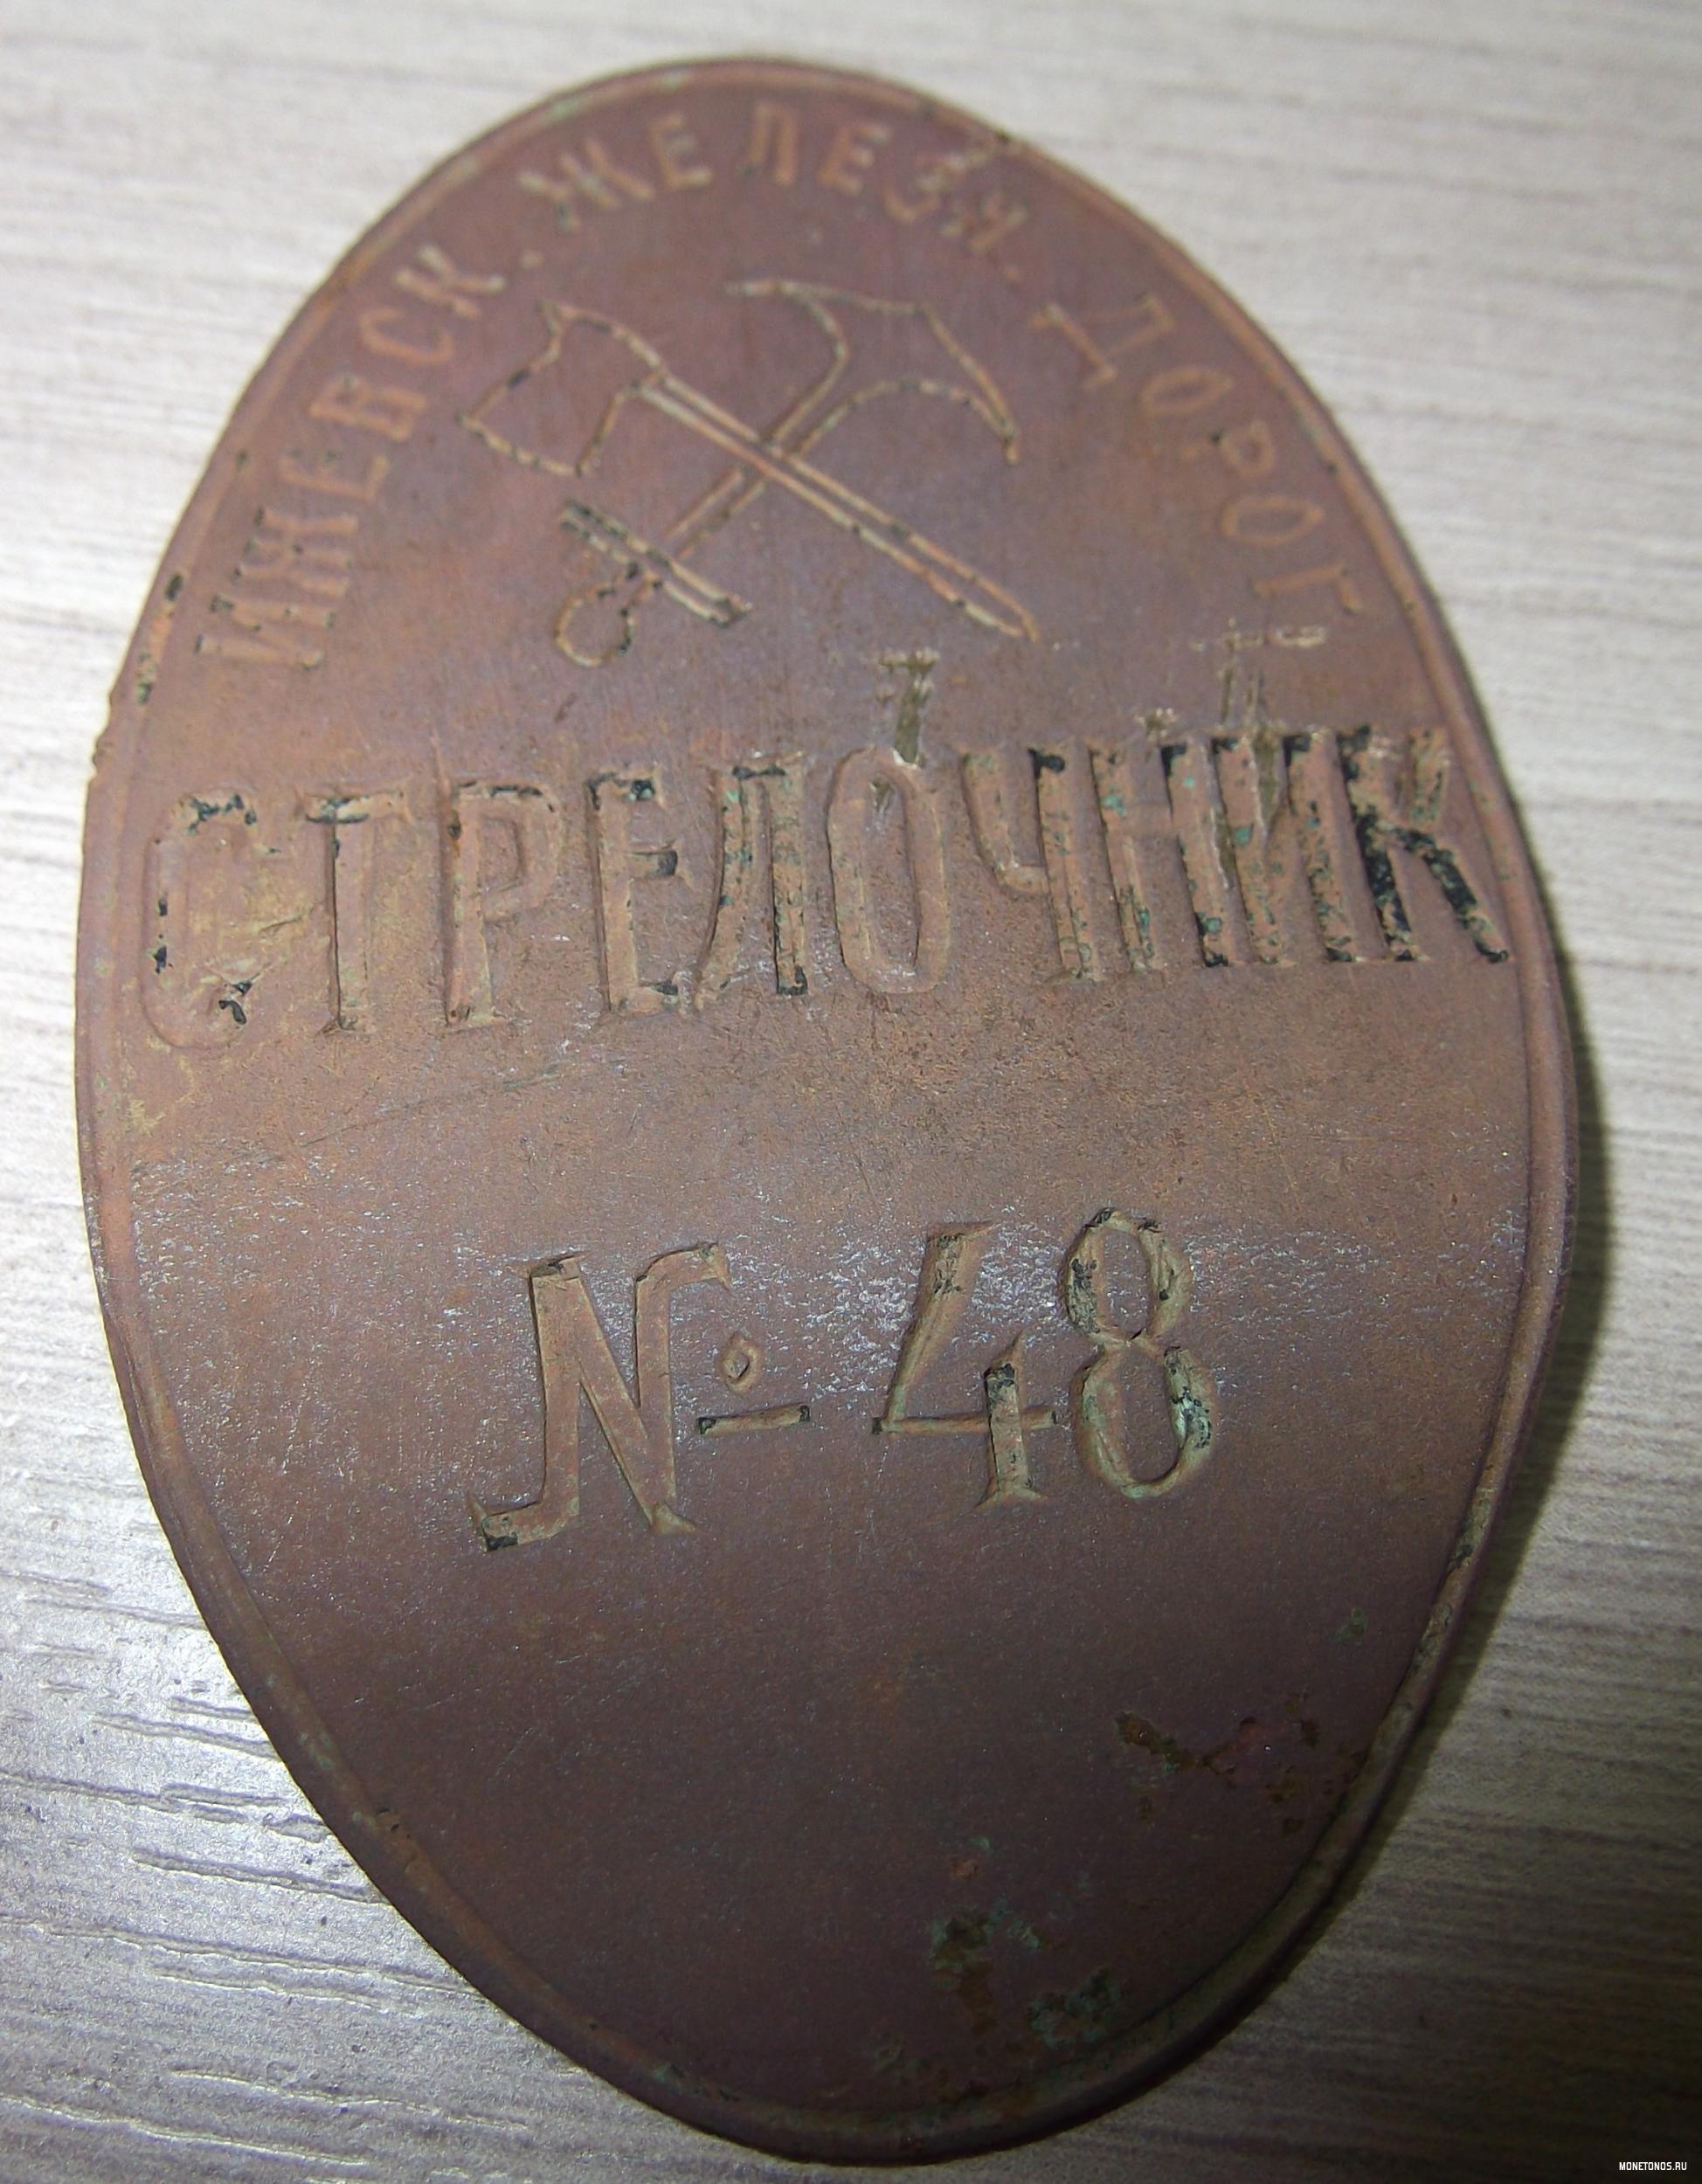 ИЖЕВСК. ЖЕЛЕЗН. ДОРОГ
СТРЕЛОЧНИК
№ 48
MONETONOS.RU